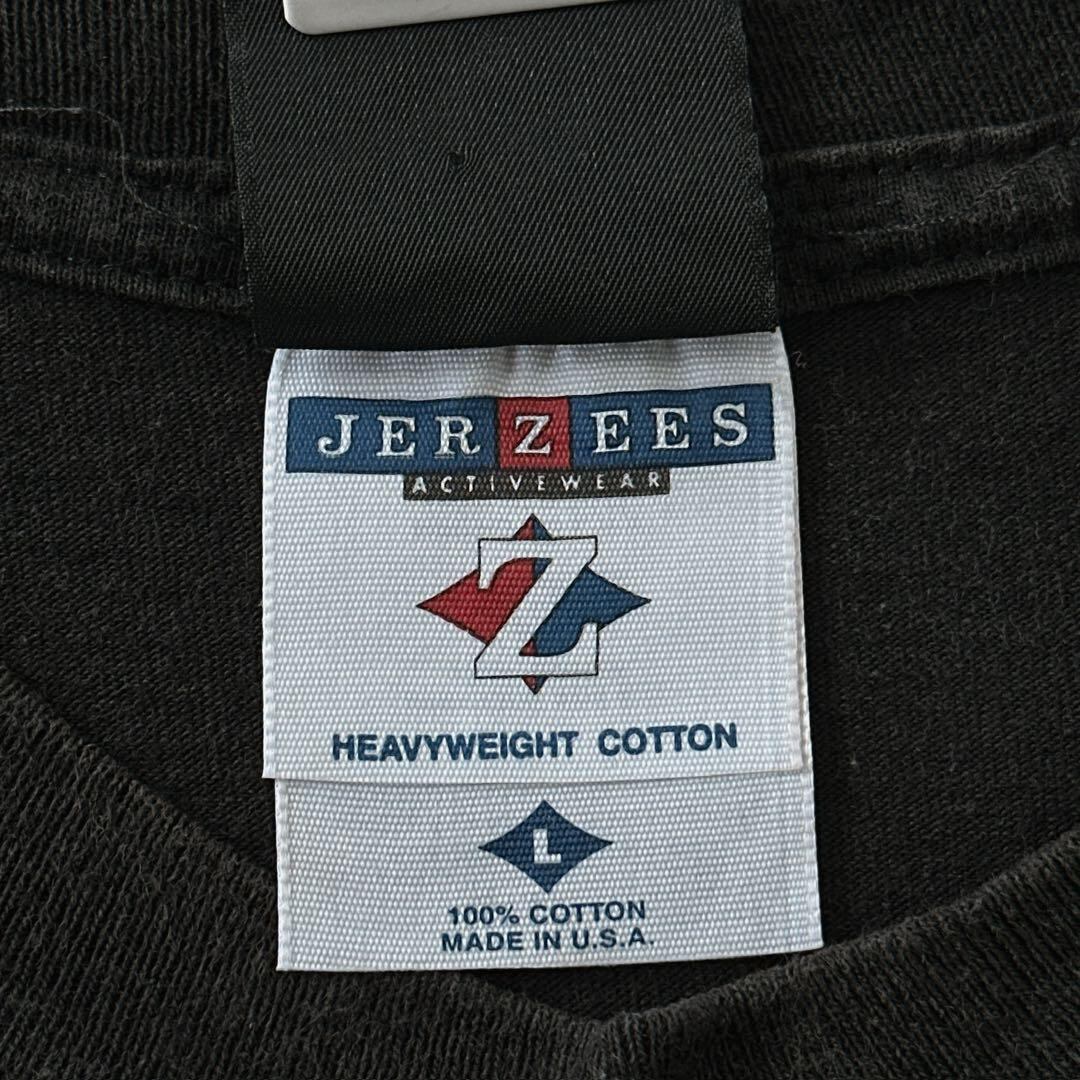 JERZEES
ACTIVEWEAR
Z
HEAVYWEIGHT COTTON
L
100% COTTON
MADE IN U.S.A.